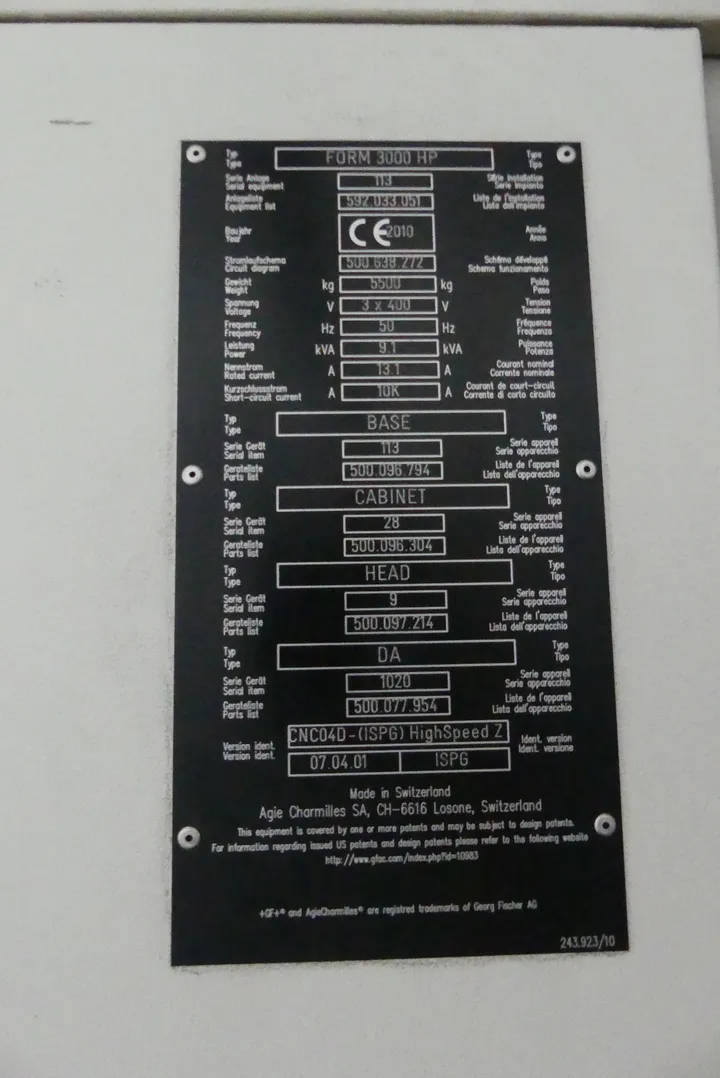 Typ FORM 3000 HP Type
Type Tipo
Serie Anlage 113 Série installation
Serial equipment Serie impianto
Anlageliste 592.033.051 Liste de l'installation
Equipment list Lista dell'impianto
Baujahr CE 2010 Année
Year Anno
Stromlaufschema 500.638.272 Schéma développé
Circuit diagram Schema funzionamento
Gewicht kg 5500 kg Poids
Weight Peso
Spannung V 3 x 400 V Tension
Voltage Tensione
Frequenz Hz 50 Hz Fréquence
Frequency Frequenza
Leistung kVA 9.1 kVA Puissance
Power Potenza
Nennstrom A 13.1 A Courant nominal
Rated current Corrente nominale
Kurzschlussstrom A 10K A Courant de court-circuit
Short-circuit current Corrente di corto circuito
Typ BASE Type
Type Tipo
Serie Gerät 113 Serie appareil
Serial item Serie apparecchio
Geräteliste 500.096.794 Liste de l'appareil
Parts list Lista dell'apparecchio
Typ CABINET Type
Type Tipo
Serie Gerät 28 Serie appareil
Serial item Serie apparecchio
Geräteliste 500.096.304 Liste de l'appareil
Parts list Lista dell'apparecchio
Typ HEAD Type
Type Tipo
Serie Gerät 9 Serie appareil
Serial item Serie apparecchio
Geräteliste 500.097.214 Liste de l'appareil
Parts list Lista dell'apparecchio
Typ DA Type
Type Tipo
Serie Gerät 1020 Serie appareil
Serial item Serie apparecchio
Geräteliste 500.077.954 Liste de l'appareil
Parts list Lista dell'apparecchio
CNC04D-(ISPG) HighSpeed Z
Version ident. Ident. version
Version ident. Ident. versione
07.04.01 ISPG
Made in Switzerland
Agie Charmilles SA, CH-6616 Losone, Switzerland
This equipment is covered by one or more patents and may be subject to design patents.
For information regarding issued US patents and design patents please refer to the following website
http://www.gfac.com/index.php?id=10983
+GF+® and AgieCharmilles® are registred trademarks of Georg Fischer AG
243.923/10